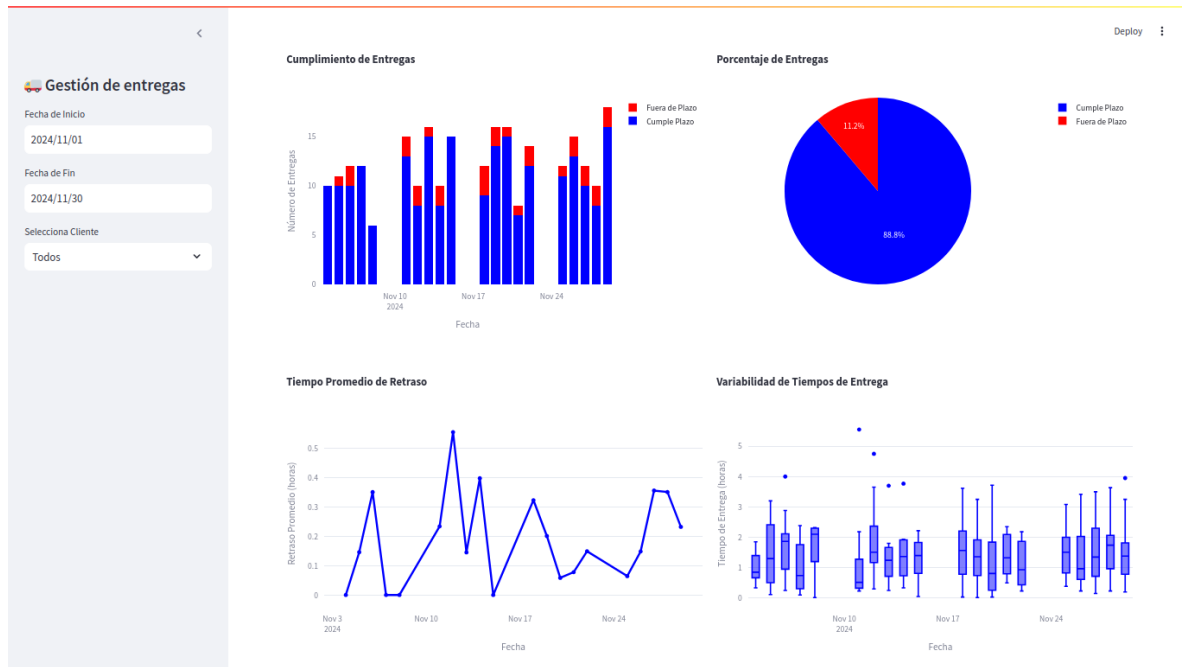 Deploy
Gestión de entregas
Fecha de Inicio
2024/11/01
Fecha de Fin
2024/11/30
Selecciona Cliente
Todos
Cumplimiento de Entregas
Fuera de Plazo
Cumple Plazo
Número de Entregas
15
10
5
0
Nov 10
2024
Nov 17
Nov 24
Fecha
Porcentaje de Entregas
Cumple Plazo
Fuera de Plazo
11.2%
88.8%
Tiempo Promedio de Retraso
Retraso Promedio (horas)
0.5
0.4
0.3
0.2
0.1
0
Nov 3
2024
Nov 10
Nov 17
Nov 24
Fecha
Variabilidad de Tiempos de Entrega
Tiempo de Entrega (horas)
5
4
3
2
1
0
Nov 10
2024
Nov 17
Nov 24
Fecha